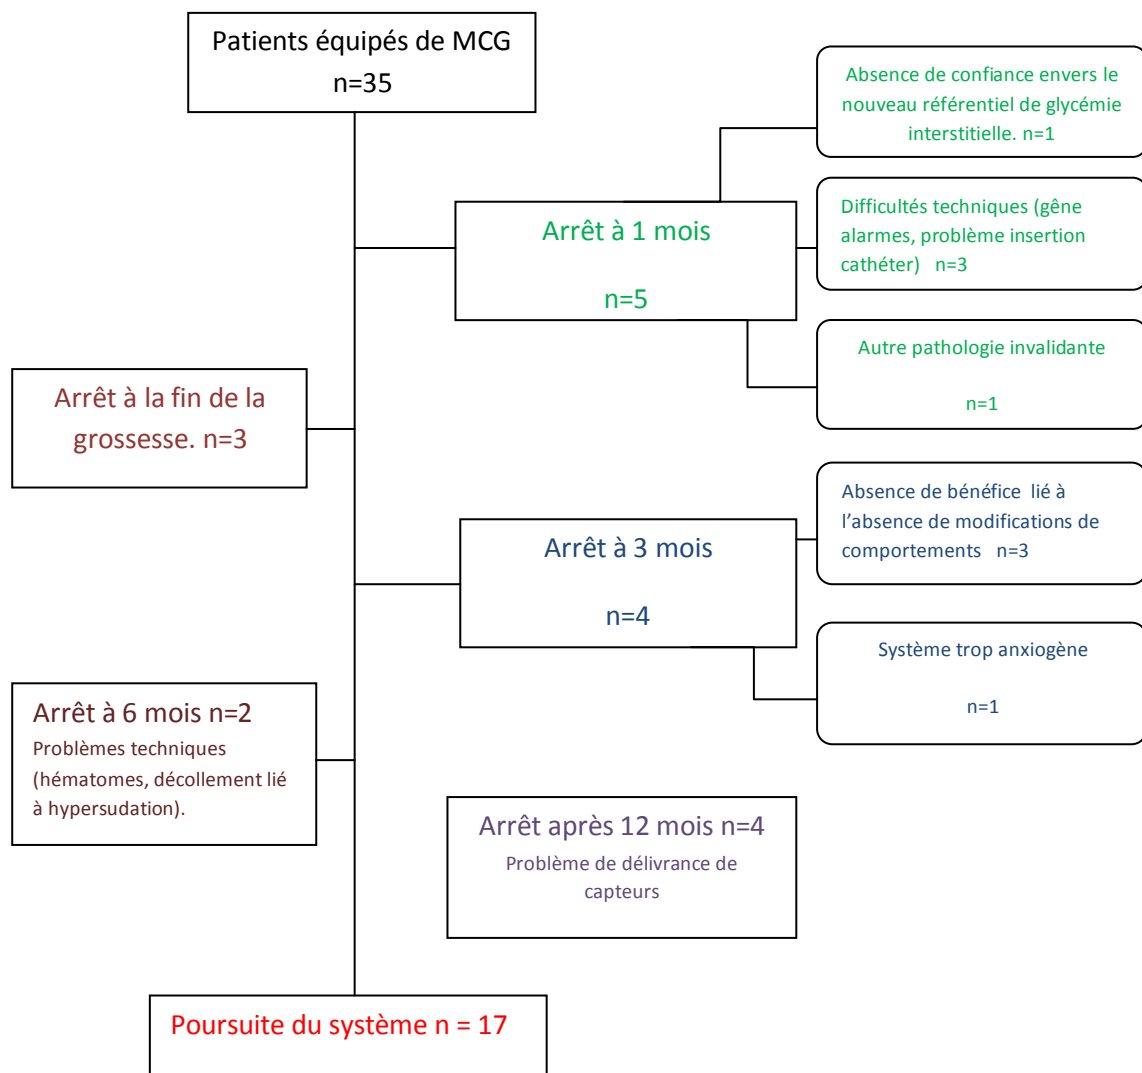 Patients équipés de MCG
n=35
Absence de confiance envers le
nouveau référentiel de glycémie
interstitielle. n=1
Arrêt à 1 mois
n=5
Difficultés techniques (gêne
alarmes, problème insertion
cathéter) n=3
Autre pathologie invalidante
n=1
Arrêt à la fin de la
grossesse. n=3
Absence de bénéfice lié à
l’absence de modifications de
comportements n=3
Arrêt à 3 mois
n=4
Système trop anxiogène
n=1
Arrêt à 6 mois n=2
Problèmes techniques
(hématomes, décollement lié
à hypersudation).
Arrêt après 12 mois n=4
Problème de délivrance de
capteurs
Poursuite du système n = 17